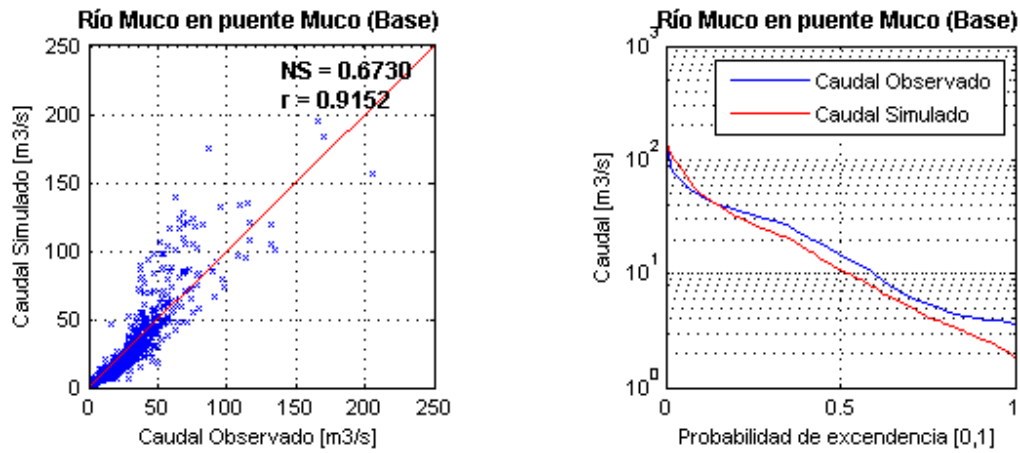 Río Muco en puente Muco (Base)
250
200
150
100
50
0
0
50
100
150
200
250
NS = 0.6730
r = 0.9152
Caudal Simulado [m3/s]
Caudal Observado [m3/s]
Río Muco en puente Muco (Base)
10^3
10^2
10^1
10^0
0
0.5
1
Caudal Observado
Caudal Simulado
Caudal [m3/s]
Probabilidad de excendencia [0,1]